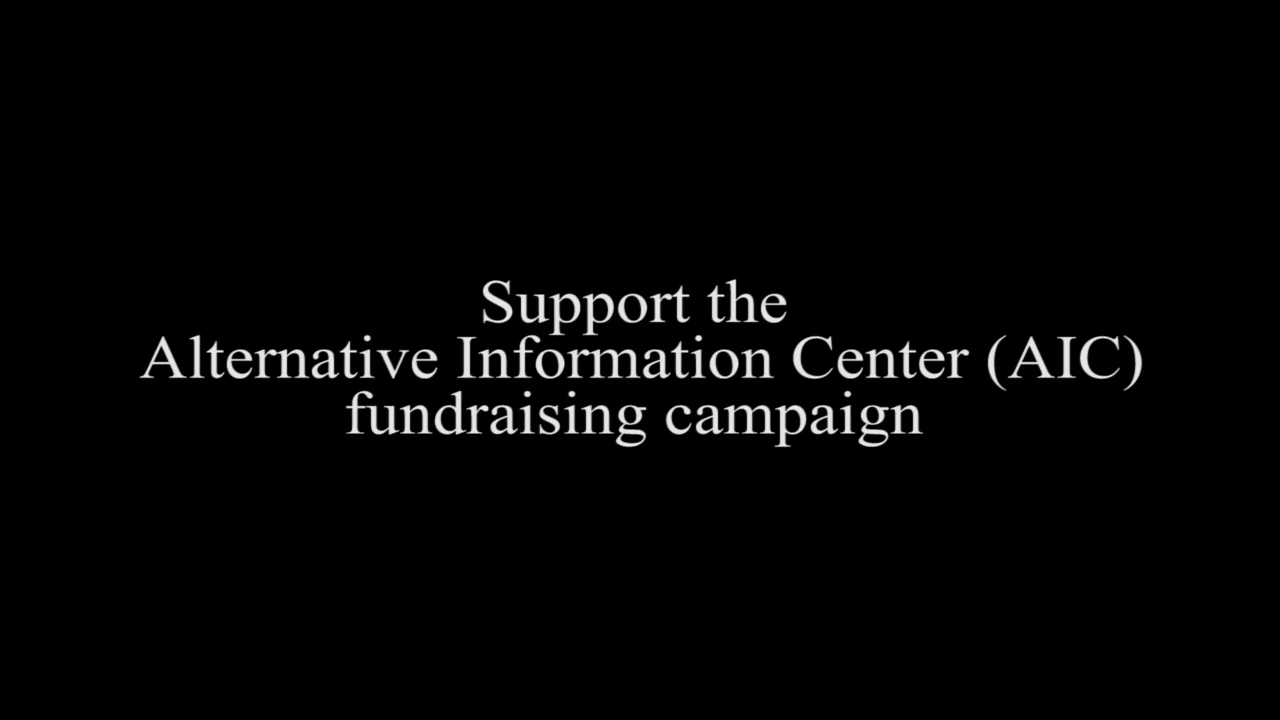 Support the
Alternative Information Center (AIC)
fundraising campaign